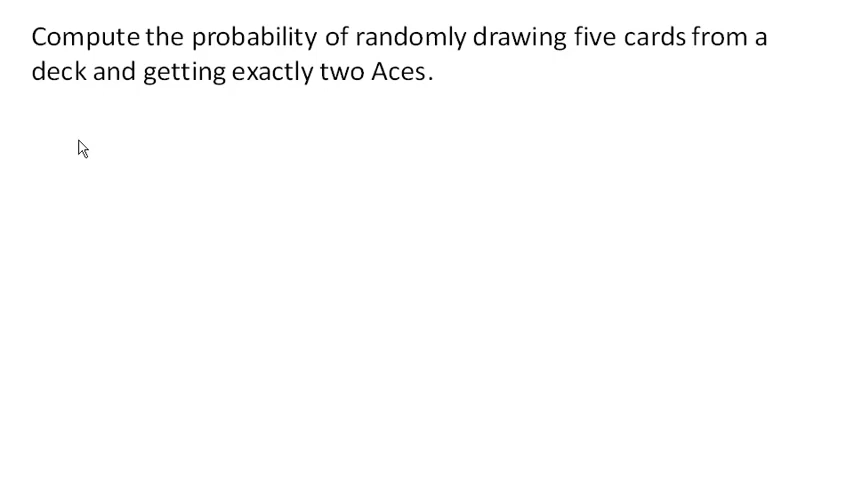 Compute the probability of randomly drawing five cards from a
deck and getting exactly two Aces.